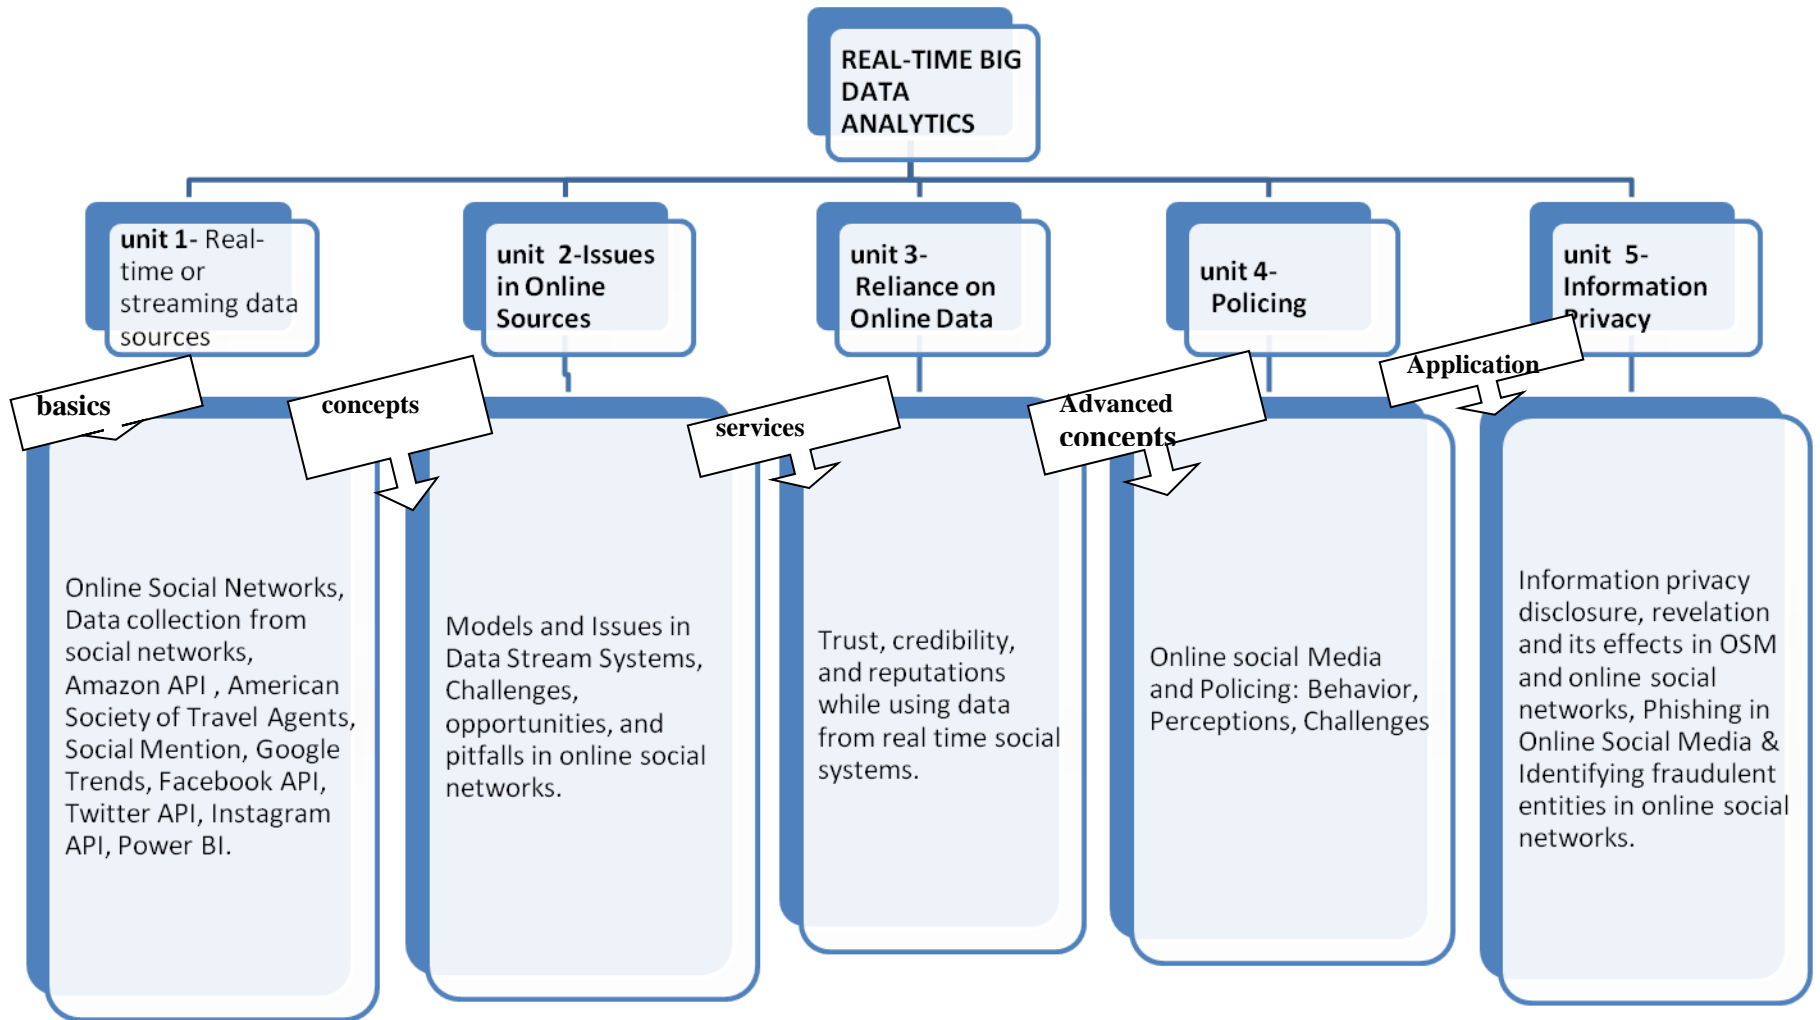 REAL-TIME BIG
DATA
ANALYTICS
unit 1- Real-
time or
streaming data
sources
unit  2-Issues
in Online
Sources
unit 3-
Reliance on
Online Data
unit 4-
Policing
unit  5-
Information
Privacy
basics
concepts
services
Advanced
concepts
Application
Online Social Networks,
Data collection from
social networks,
Amazon API , American
Society of Travel Agents,
Social Mention, Google
Trends, Facebook API,
Twitter API, Instagram
API, Power BI.
Models and Issues in
Data Stream Systems,
Challenges,
opportunities, and
pitfalls in online social
networks.
Trust, credibility,
and reputations
while using data
from real time social
systems.
Online social Media
and Policing: Behavior,
Perceptions, Challenges
Information privacy
disclosure, revelation
and its effects in OSM
and online social
networks, Phishing in
Online Social Media &
Identifying fraudulent
entities in online social
networks.